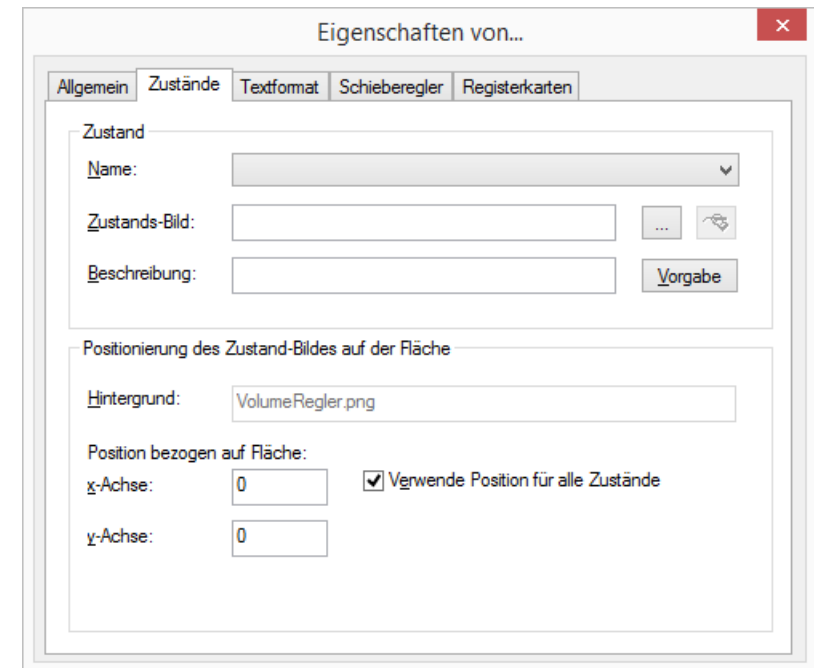 Eigenschaften von...
Allgemein Zustände Textformat Schieberegler Registerkarten
Zustand
Name:
Zustands-Bild: ...
Beschreibung: Vorgabe
Positionierung des Zustand-Bildes auf der Fläche
Hintergrund: VolumeRegler.png
Position bezogen auf Fläche:
x-Achse: 0 Verwende Position für alle Zustände
y-Achse: 0